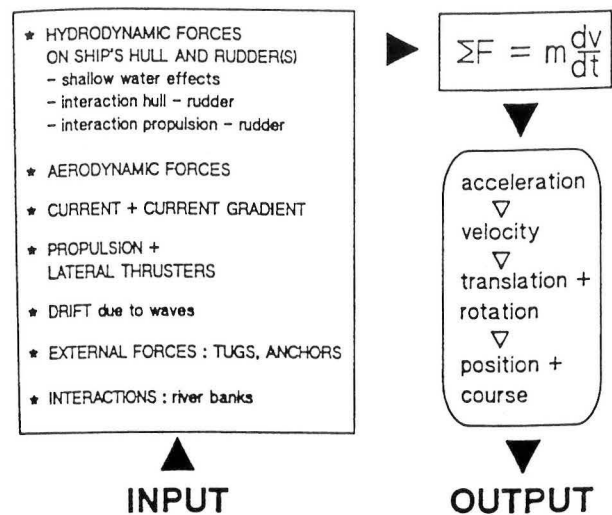 * HYDRODYNAMIC FORCES
ON SHIP'S HULL AND RUDDER(S)
- shallow water effects
- interaction hull - rudder
- interaction propulsion - rudder
* AERODYNAMIC FORCES
* CURRENT + CURRENT GRADIENT
* PROPULSION +
LATERAL THRUSTERS
* DRIFT due to waves
* EXTERNAL FORCES : TUGS, ANCHORS
* INTERACTIONS : river banks
INPUT
ΣF = m dv/dt
acceleration
▽
velocity
▽
translation +
rotation
▽
position +
course
OUTPUT